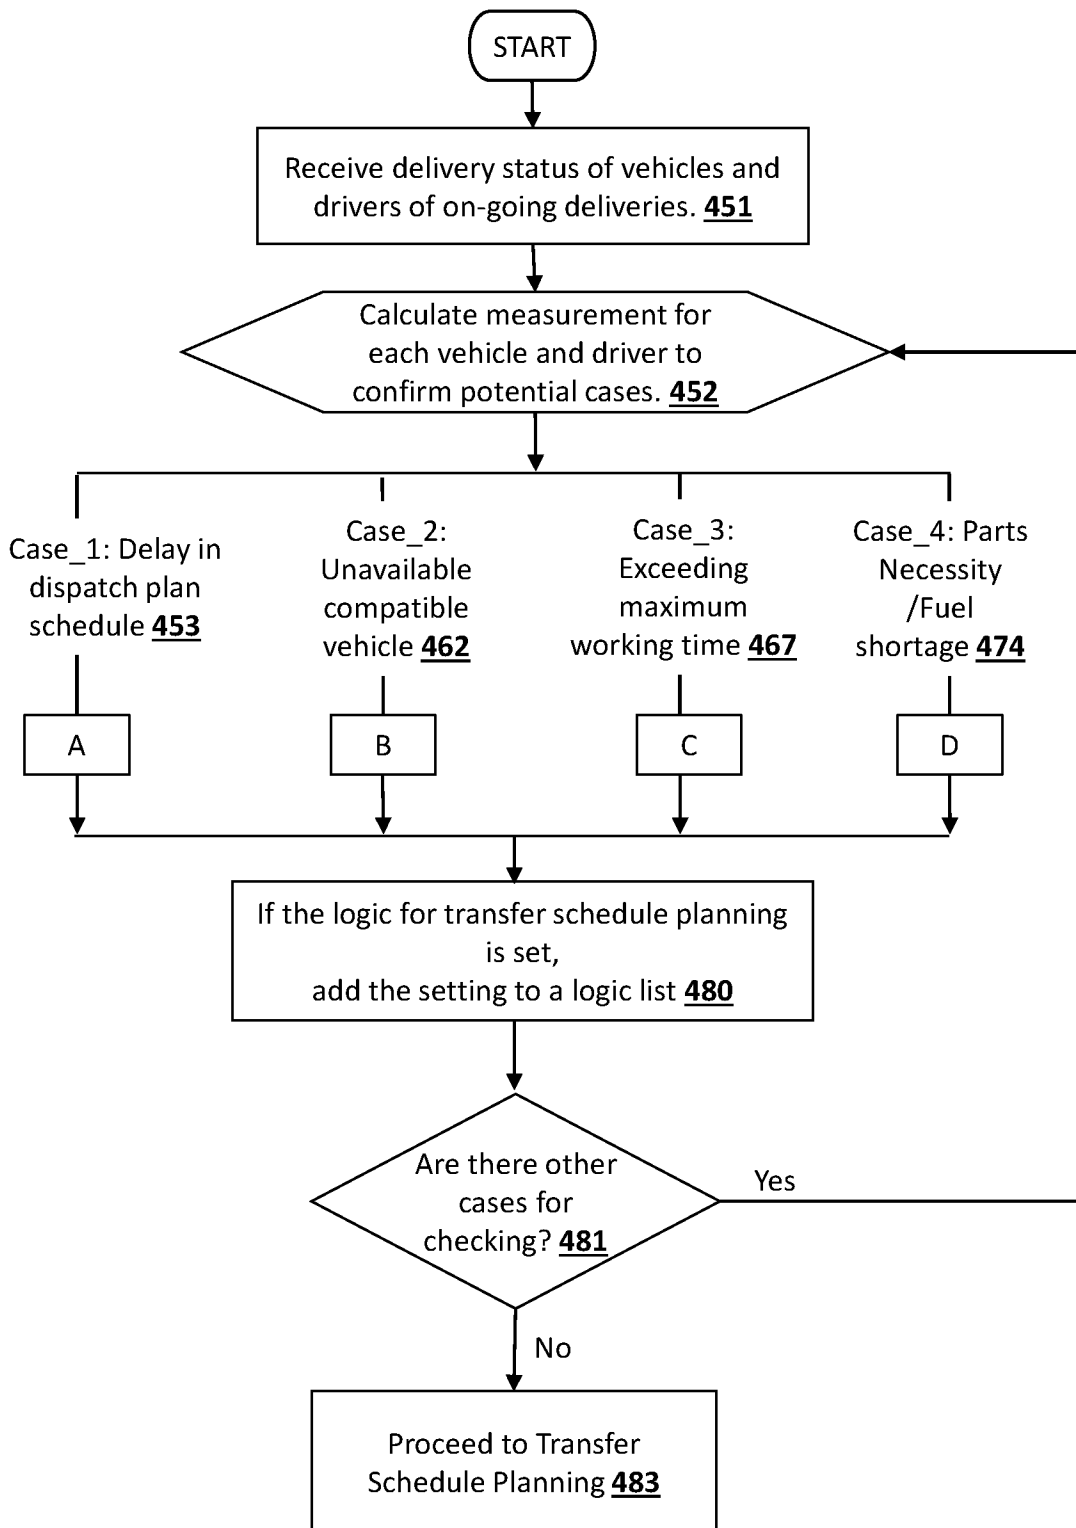 START
Receive delivery status of vehicles and
drivers of on-going deliveries. 451
Calculate measurement for
each vehicle and driver to
confirm potential cases. 452
Case_1: Delay in
dispatch plan
schedule 453
Case_2:
Unavailable
compatible
vehicle 462
Case_3:
Exceeding
maximum
working time 467
Case_4: Parts
Necessity
/Fuel
shortage 474
A
B
C
D
If the logic for transfer schedule planning
is set,
add the setting to a logic list 480
Are there other
cases for
checking? 481
Yes
No
Proceed to Transfer
Schedule Planning 483